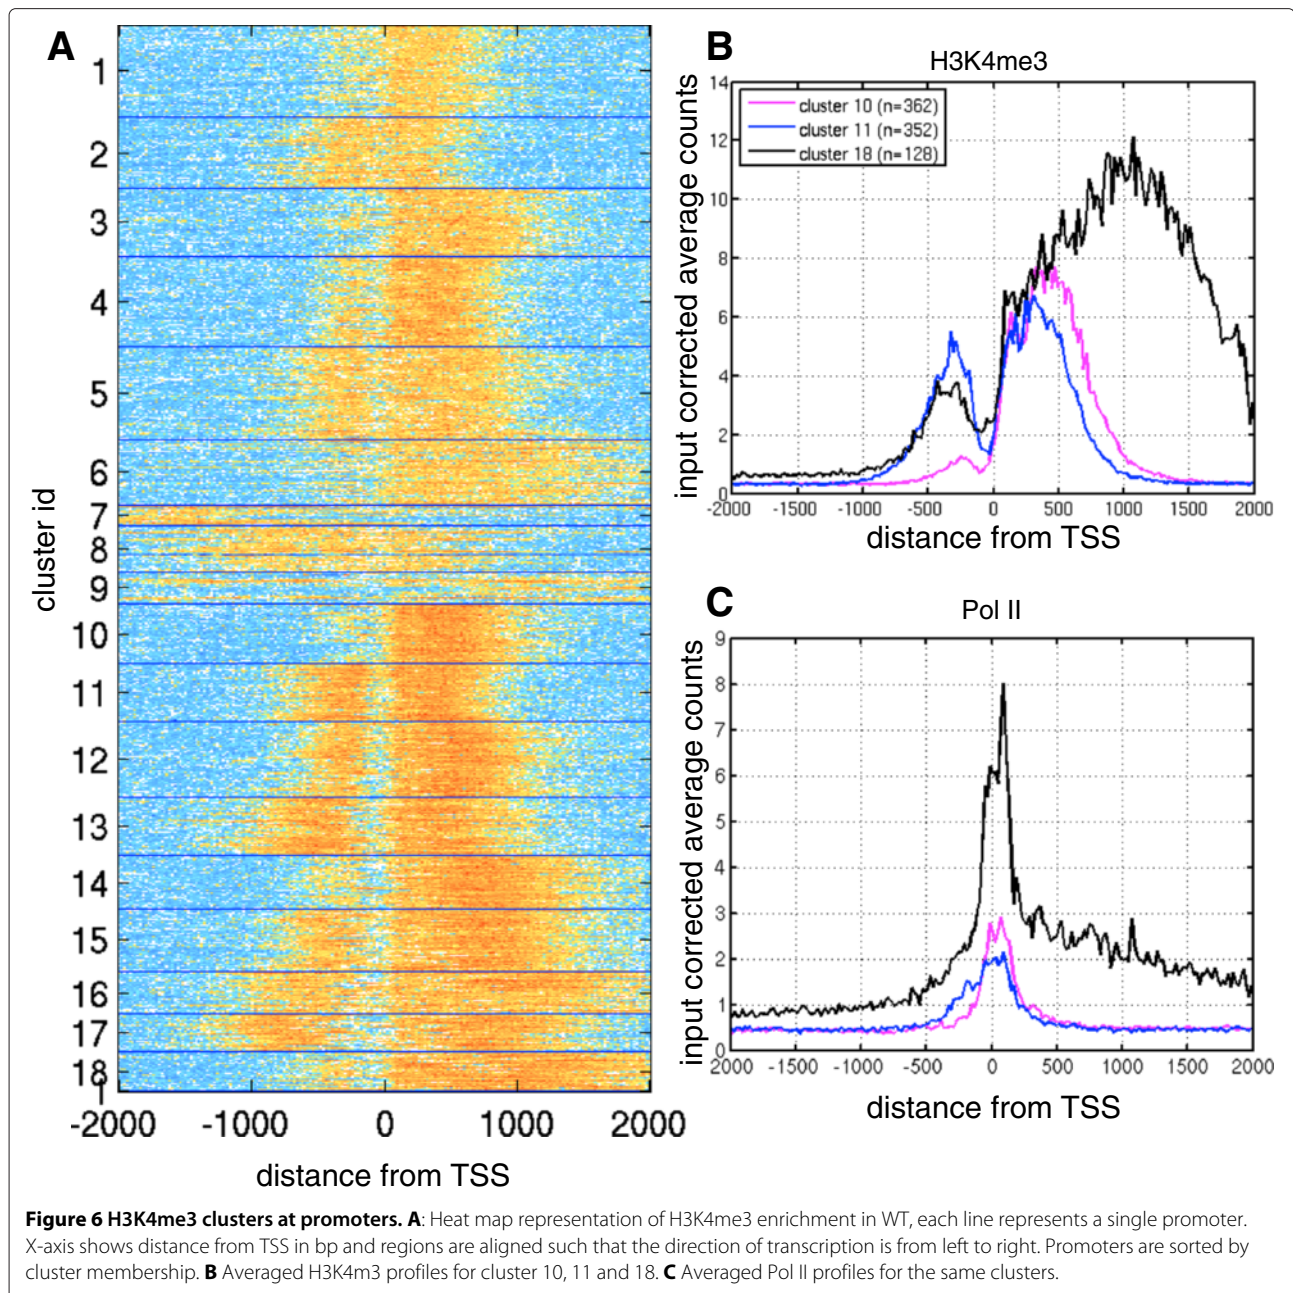 A
cluster id
1
2
3
4
5
6
7
8
9
10
11
12
13
14
15
16
17
18
-2000 -1000 0 1000 2000
distance from TSS
B
H3K4me3
input corrected average counts
14
12
10
8
6
4
2
0
cluster 10 (n=362)
cluster 11 (n=352)
cluster 18 (n=128)
-2000 -1500 -1000 -500 0 500 1000 1500 2000
distance from TSS
C
Pol II
input corrected average counts
9
8
7
6
5
4
3
2
1
0
2000 -1500 -1000 -500 0 500 1000 1500 2000
distance from TSS
Figure 6 H3K4me3 clusters at promoters. A: Heat map representation of H3K4me3 enrichment in WT, each line represents a single promoter.
X-axis shows distance from TSS in bp and regions are aligned such that the direction of transcription is from left to right. Promoters are sorted by
cluster membership. B Averaged H3K4m3 profiles for cluster 10, 11 and 18. C Averaged Pol II profiles for the same clusters.